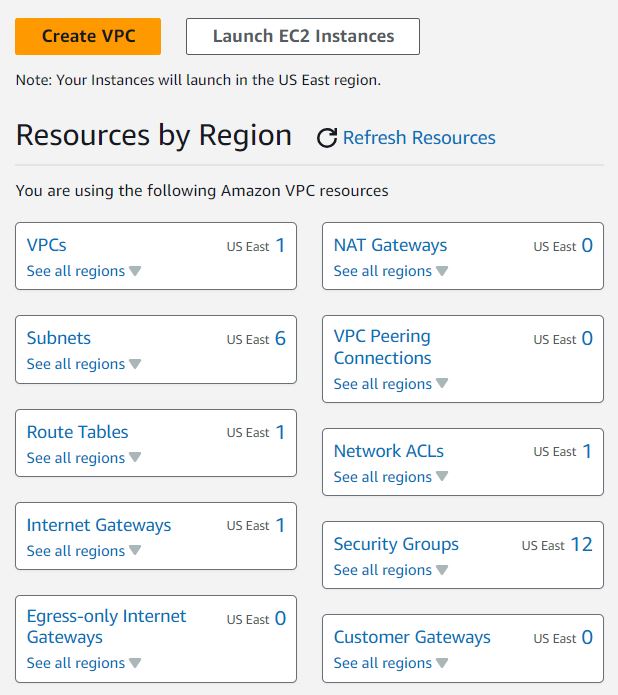 Create VPC
Launch EC2 Instances
Note: Your Instances will launch in the US East region.
Resources by Region
Refresh Resources
You are using the following Amazon VPC resources
VPCs
US East 1
See all regions
NAT Gateways
US East 0
See all regions
Subnets
US East 6
See all regions
VPC Peering
Connections
US East 0
See all regions
Route Tables
US East 1
See all regions
Network ACLs
US East 1
See all regions
Internet Gateways
US East 1
See all regions
Security Groups
US East 12
See all regions
Egress-only Internet
Gateways
US East 0
See all regions
Customer Gateways
US East 0
See all regions